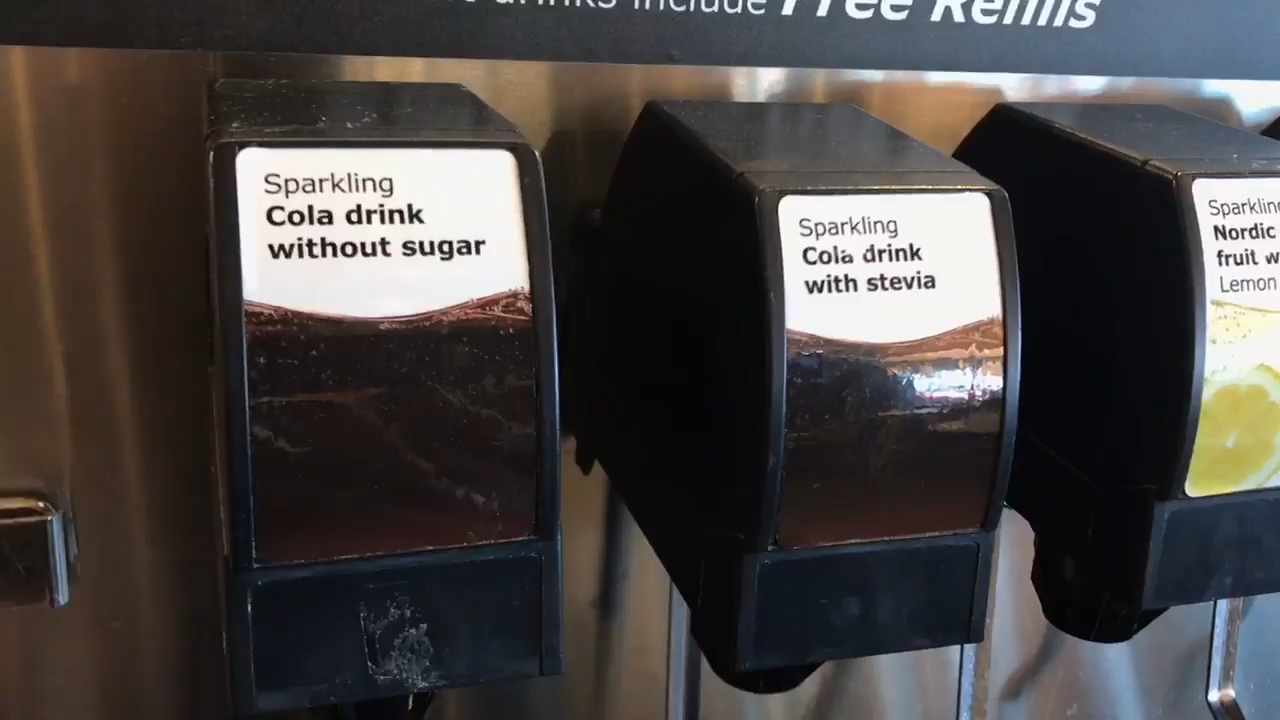 drinks include Free Refills
Sparkling
Cola drink
without sugar
Sparkling
Cola drink
with stevia
Sparkling
Nordic
fruit
Lemon